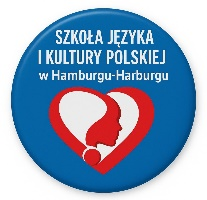 SZKOŁA JĘZYKA
I KULTURY POLSKIEJ
w Hamburgu-Harburgu